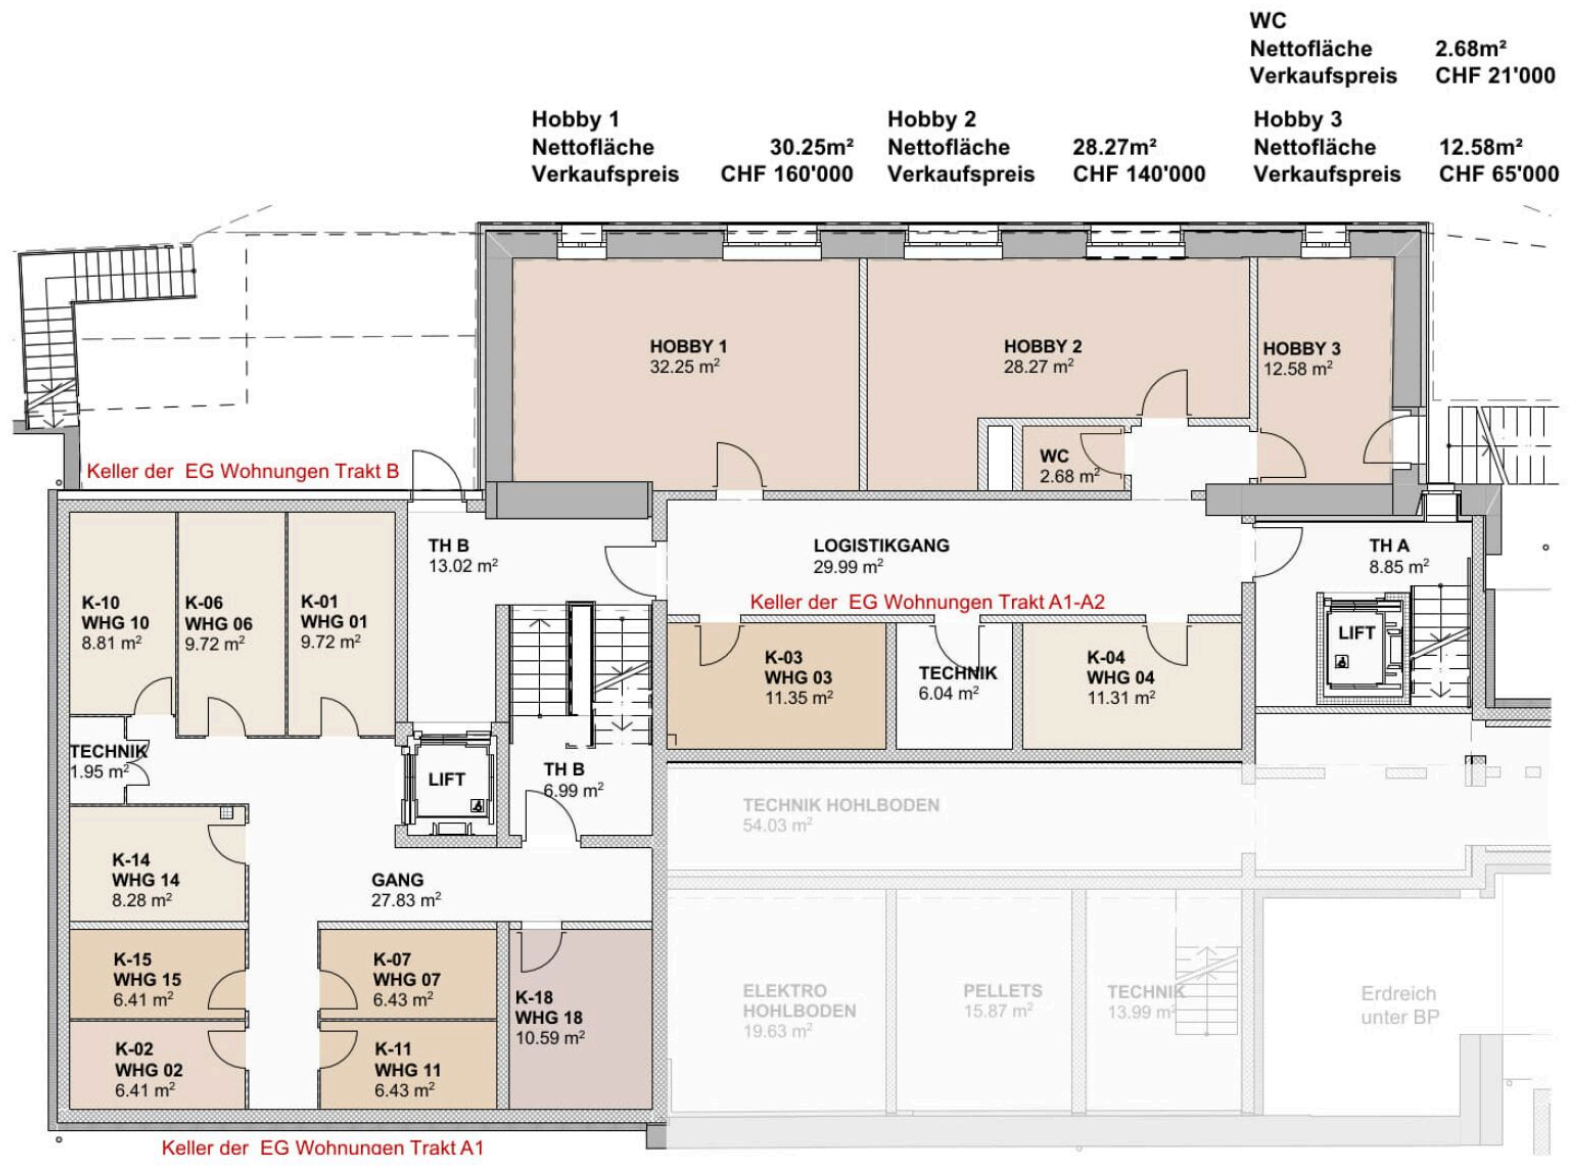 WC
Nettofläche 2.68m²
Verkaufspreis CHF 21'000
Hobby 1
Nettofläche 30.25m²
Verkaufspreis CHF 160'000
Hobby 2
Nettofläche 28.27m²
Verkaufspreis CHF 140'000
Hobby 3
Nettofläche 12.58m²
Verkaufspreis CHF 65'000
HOBBY 1
32.25 m²
HOBBY 2
28.27 m²
HOBBY 3
12.58 m²
WC
2.68 m²
Keller der EG Wohnungen Trakt B
TH B
13.02 m²
LOGISTIKGANG
29.99 m²
TH A
8.85 m²
Keller der EG Wohnungen Trakt A1-A2
K-10
WHG 10
8.81 m²
K-06
WHG 06
9.72 m²
K-01
WHG 01
9.72 m²
LIFT
K-03
WHG 03
11.35 m²
TECHNIK
6.04 m²
K-04
WHG 04
11.31 m²
TECHNIK
1.95 m²
LIFT
TH B
6.99 m²
TECHNIK HOHLBODEN
54.03 m²
K-14
WHG 14
8.28 m²
GANG
27.83 m²
K-15
WHG 15
6.41 m²
K-07
WHG 07
6.43 m²
K-18
WHG 18
10.59 m²
ELEKTRO
HOHLBODEN
19.63 m²
PELLETS
15.87 m²
TECHNIK
13.99 m²
Erdreich
unter BP
K-02
WHG 02
6.41 m²
K-11
WHG 11
6.43 m²
Keller der EG Wohnungen Trakt A1